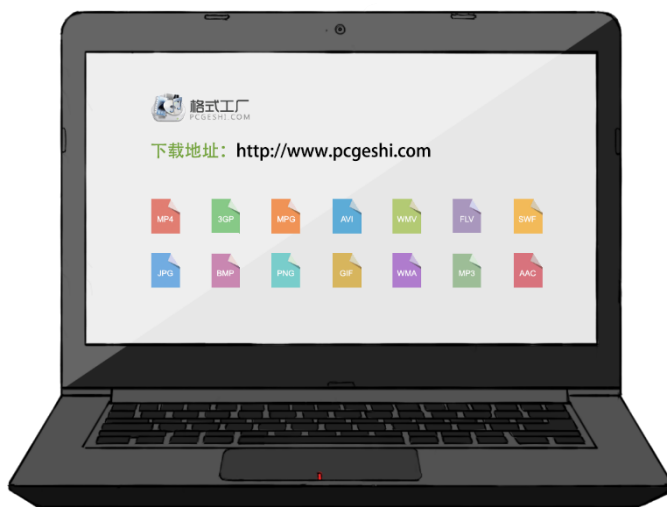 格式工厂
PCGESHI.COM
下载地址：http://www.pcgeshi.com
MP4 3GP MPG AVI WMV FLV SWF
JPG BMP PNG GIF WMA MP3 AAC